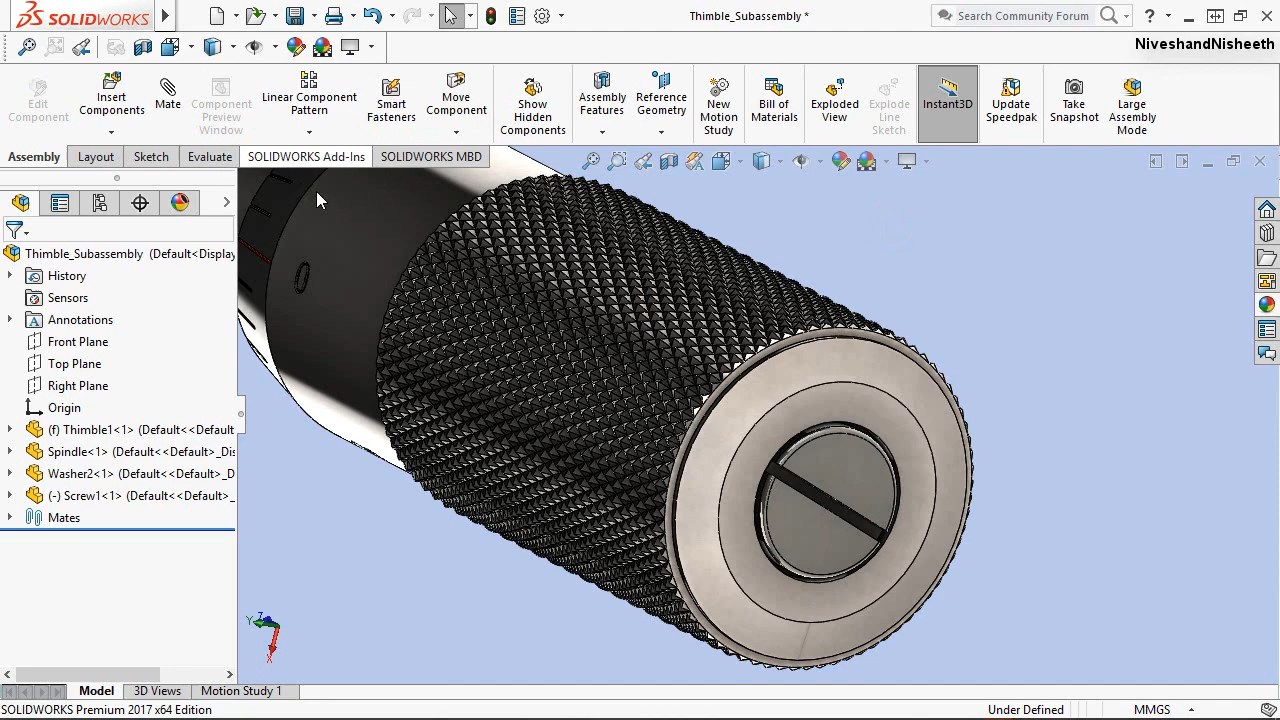 SOLIDWORKS
Thimble_Subassembly *
Search Community Forum
?
NiveshandNisheeth
Edit Component
Insert Components
Mate
Component Preview Window
Linear Component Pattern
Smart Fasteners
Move Component
Show Hidden Components
Assembly Features
Reference Geometry
New Motion Study
Bill of Materials
Exploded View
Explode Line Sketch
Instant3D
Update Speedpak
Take Snapshot
Large Assembly Mode
Assembly
Layout
Sketch
Evaluate
SOLIDWORKS Add-Ins
SOLIDWORKS MBD
Thimble_Subassembly (Default<Display
History
Sensors
Annotations
Front Plane
Top Plane
Right Plane
Origin
(f) Thimble1<1> (Default<<Default
Spindle<1> (Default<<Default>_Dis
Washer2<1> (Default<<Default>_D
(-) Screw1<1> (Default<<Default>_
Mates
0
Y Z
X
Model
3D Views
Motion Study 1
SOLIDWORKS Premium 2017 x64 Edition
Under Defined
MMGS